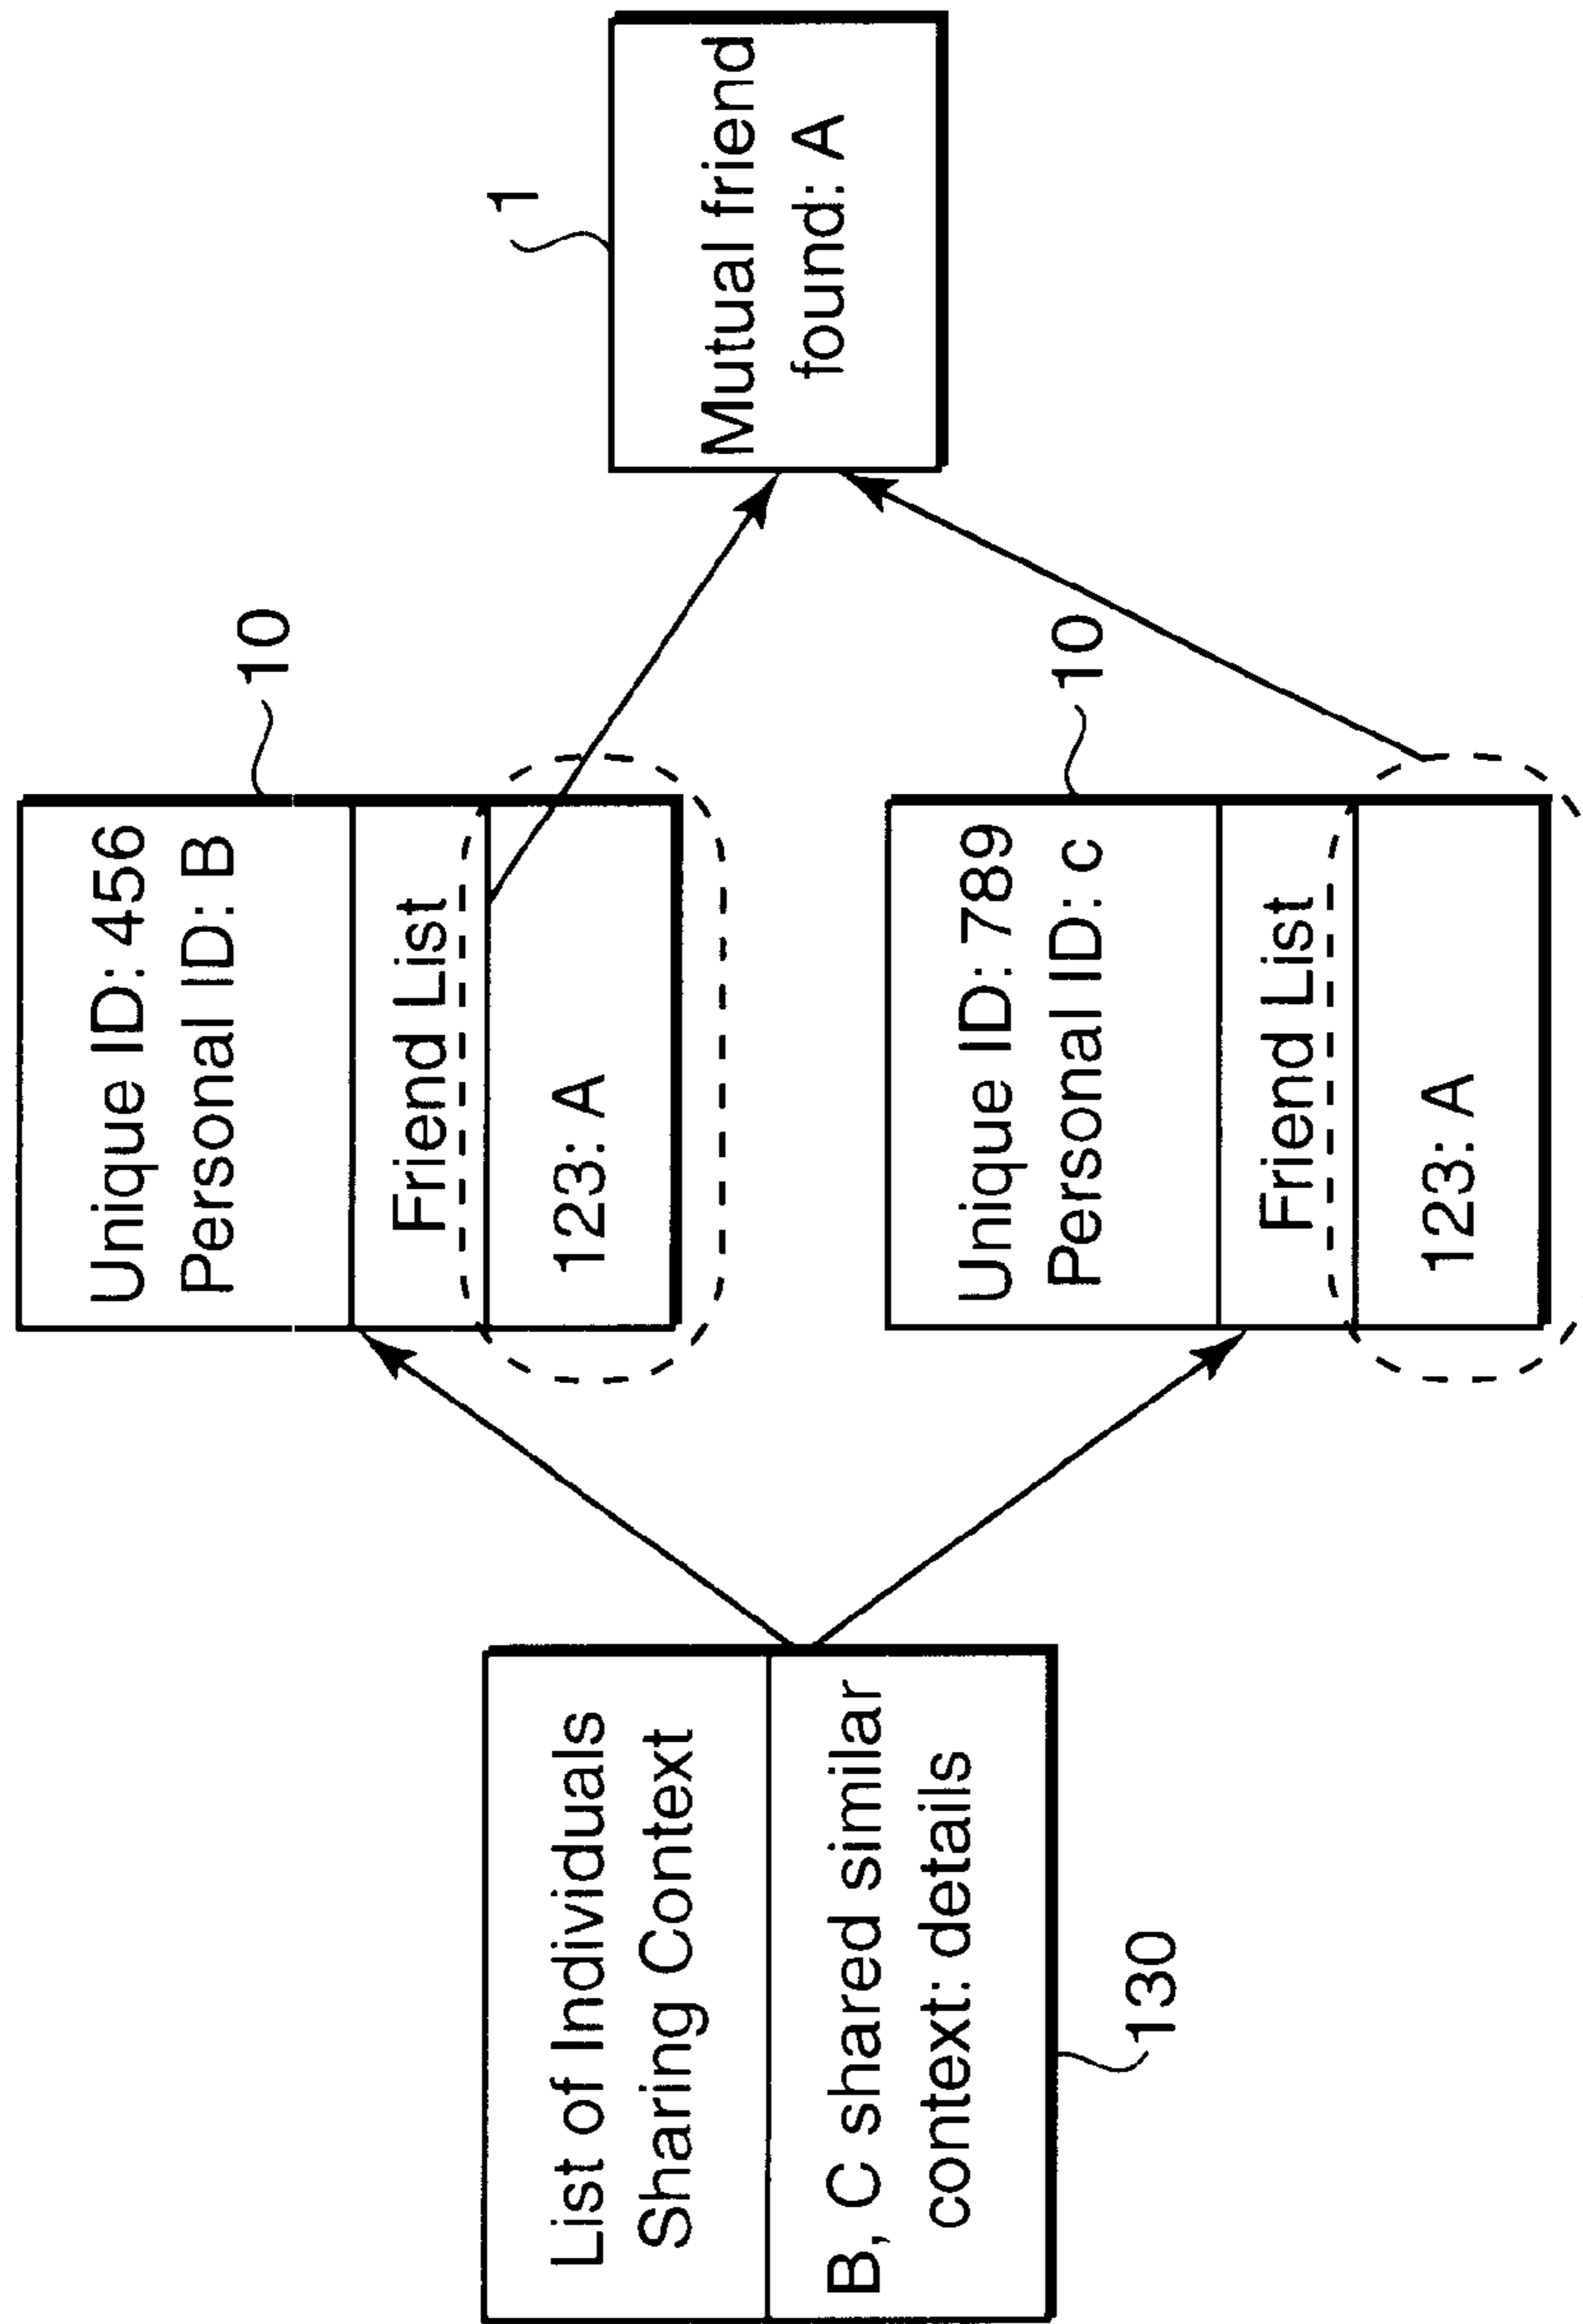 List of Individuals
Sharing Context
B, C shared similar
context: details
130
Unique ID: 456
Personal ID: B
Friend List
123: A
10
Unique ID: 789
Personal ID: c
Friend List
123: A
10
Mutual friend
found: A
1